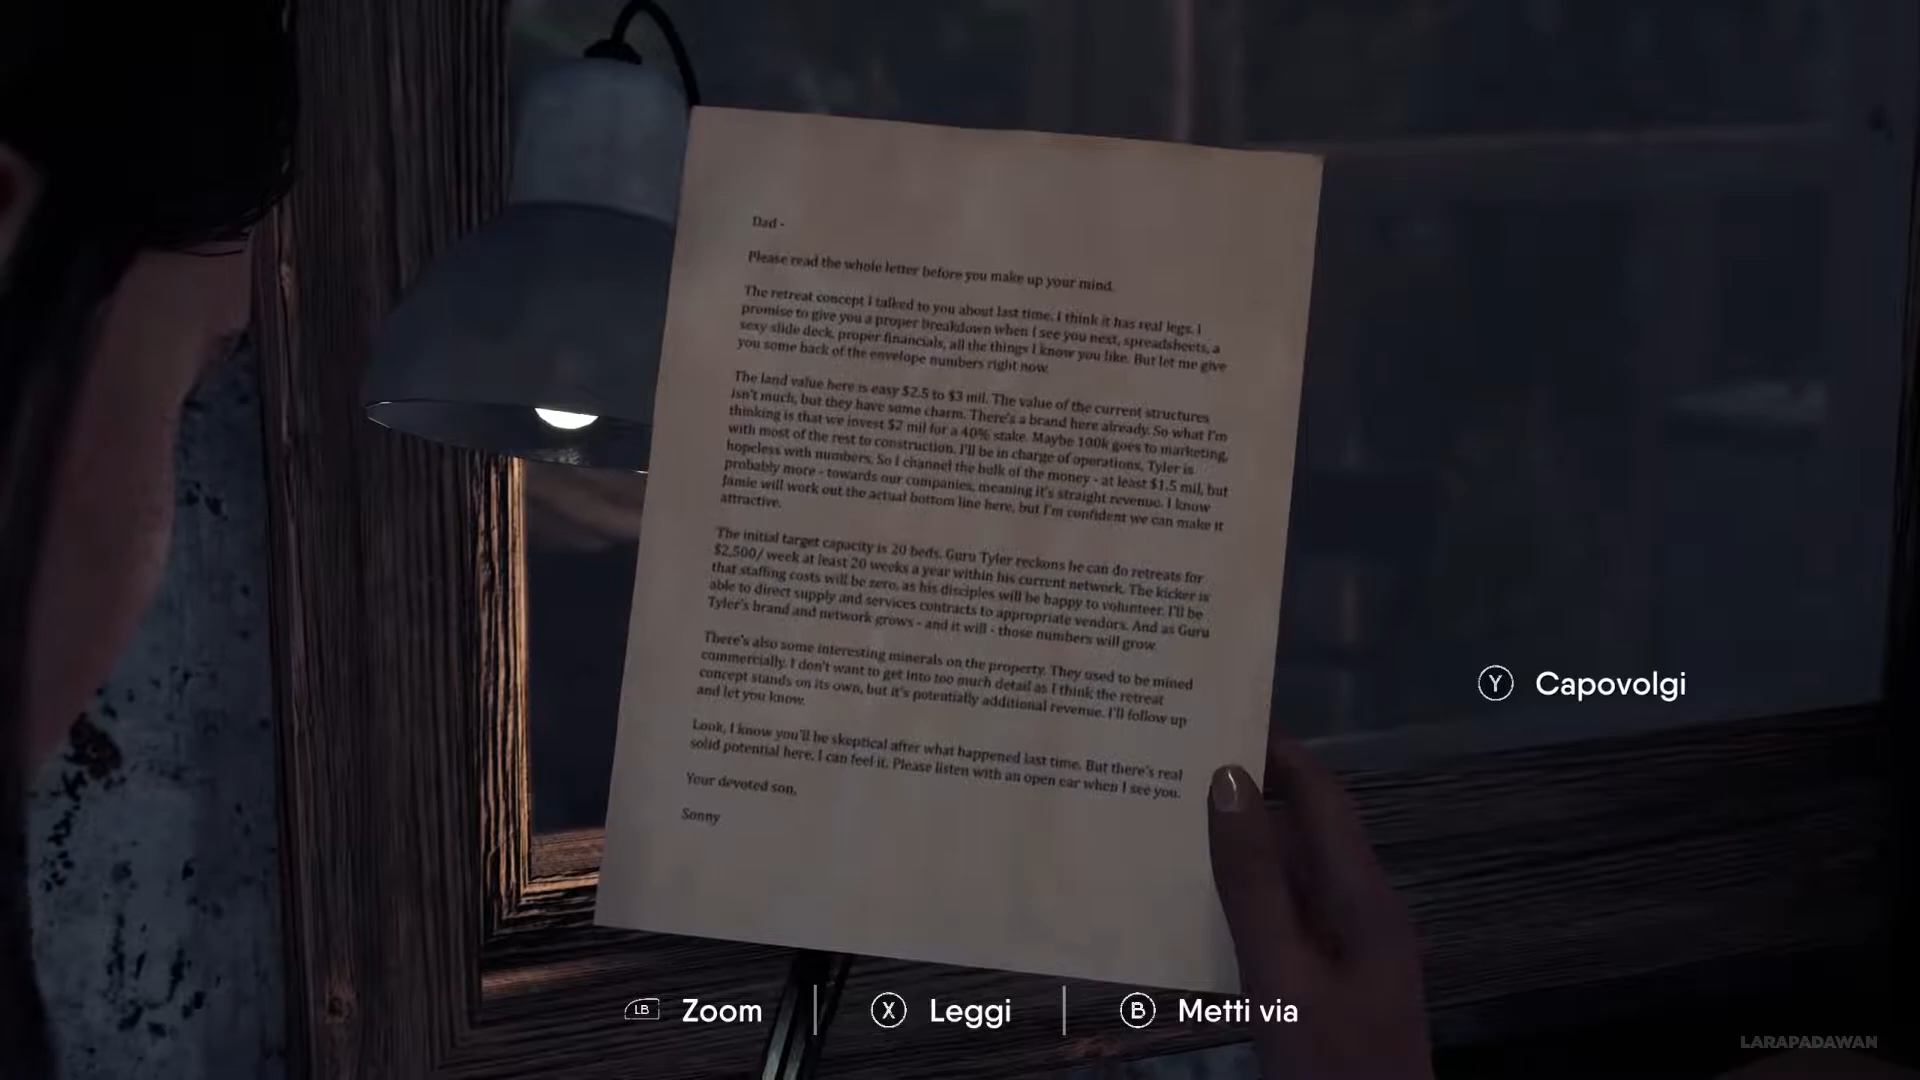 Dad -
Please read the whole letter before you make up your mind.
The retreat concept I talked to you about last time. I think it has real legs. I
promise to give you a proper breakdown when I see you next, spreadsheets, a
sexy slide deck, proper financials, all the things I know you like. But let me give
you some back of the envelope numbers right now.
The land value here is easy $2.5 to $3 mil. The value of the current structures
isn't much, but they have some charm. There's a brand here already. So what I'm
thinking is that we invest $2 mil for a 40% stake. Maybe 100k goes to marketing,
with most of the rest to construction. I'll be in charge of operations, Tyler is
hopeless with numbers. So I channel the bulk of the money - at least $1.5 mil, but
probably more - towards our companies, meaning it's straight revenue. I know
Jamie will work out the actual bottom line here, but I'm confident we can make it
attractive.
The initial target capacity is 20 beds. Guru Tyler reckons he can do retreats for
$2,500/ week at least 20 weeks a year within his current network. The kicker is
that staffing costs will be zero, as his disciples will be happy to volunteer. I'll be
able to direct supply and services contracts to appropriate vendors. And as Guru
Tyler's brand and network grows - and it will - those numbers will grow.
There's also some interesting minerals on the property. They used to be mined
commercially. I don't want to get into too much detail as I think the retreat
concept stands on its own, but it's potentially additional revenue. I'll follow up
and let you know.
Look, I know you'll be skeptical after what happened last time. But there's real
solid potential here, I can feel it. Please listen with an open ear when I see you.
Your devoted son,
Sonny
Y Capovolgi
LB Zoom
X Leggi
B Metti via
LARAPADAWAN